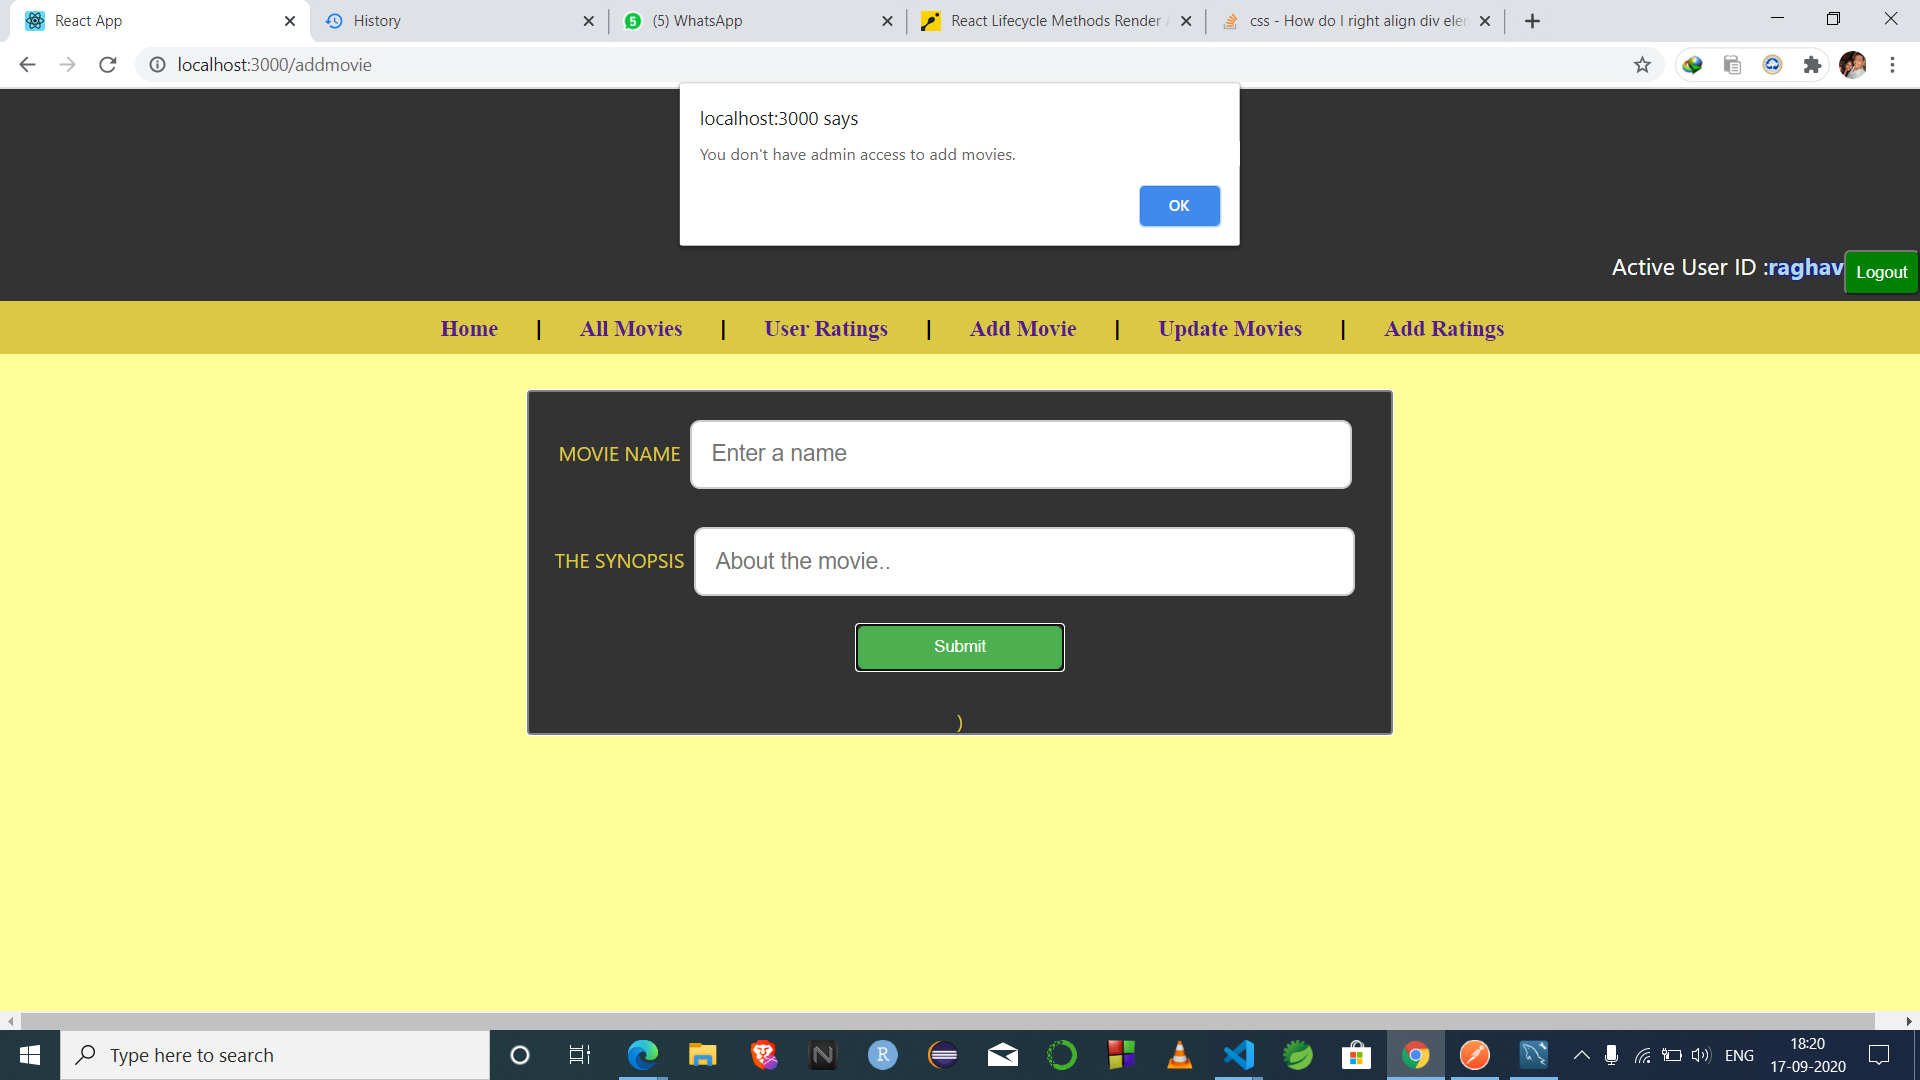 React App
History
(5) WhatsApp
React Lifecycle Methods Render
css - How do I right align div elem
localhost:3000/addmovie
localhost:3000 says
You don't have admin access to add movies.
OK
Active User ID :raghav
Logout
Home | All Movies | User Ratings | Add Movie | Update Movies | Add Ratings
MOVIE NAME
Enter a name
THE SYNOPSIS
About the movie..
Submit
)
Type here to search
N
R
ENG
18:20
17-09-2020